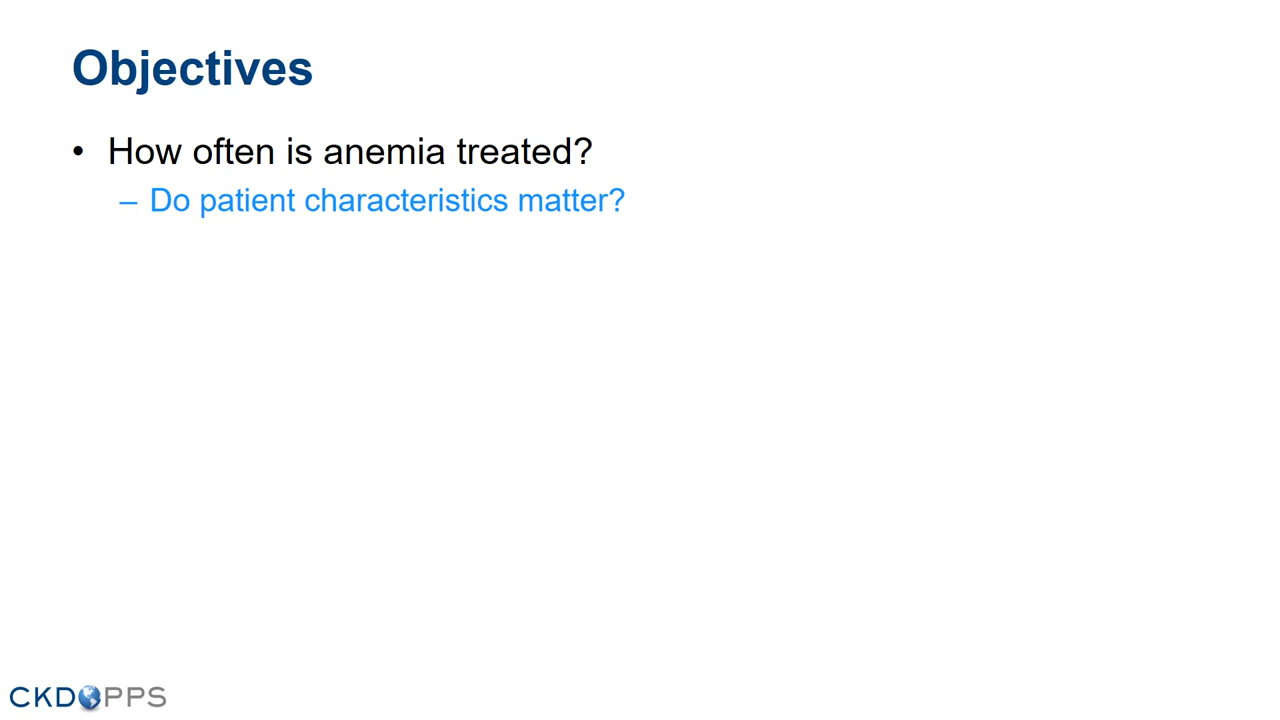 Objectives
• How often is anemia treated?
– Do patient characteristics matter?
CKDOPPS